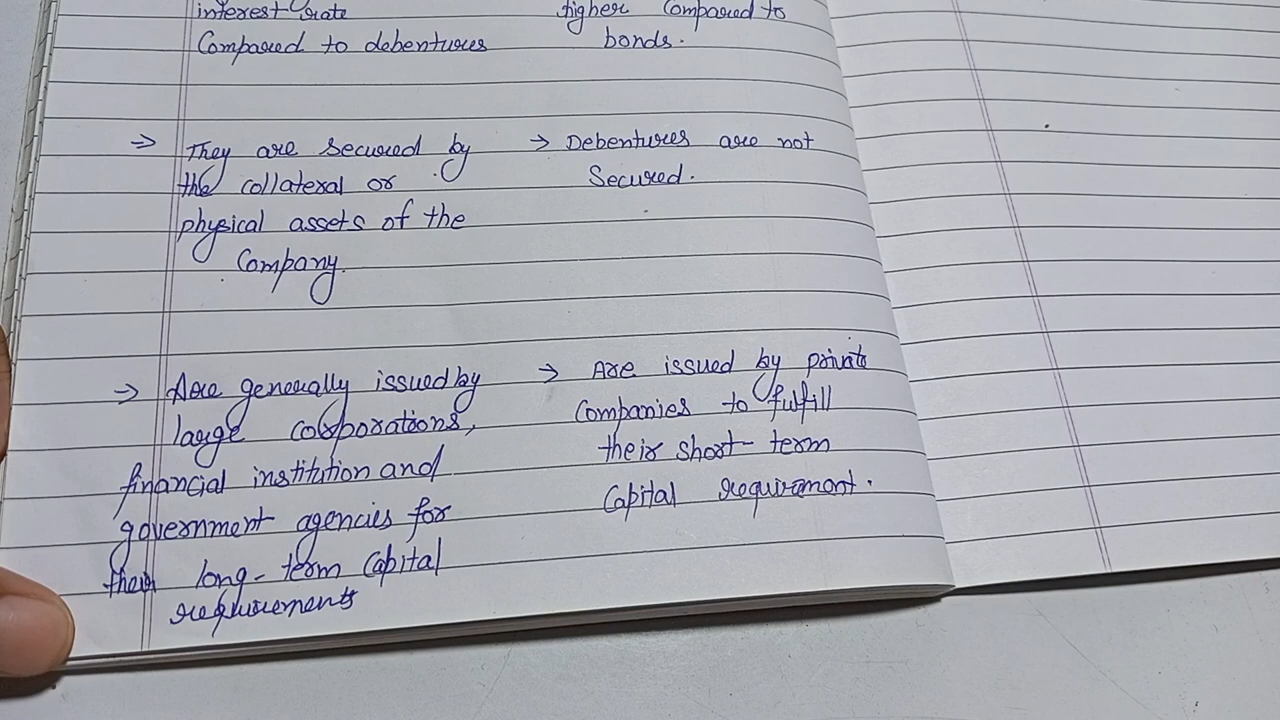 interest rate
Compared to debentures
higher Compared to
bonds.
⇒ They are secured by
the collateral or
physical assets of the
Company.
→ Debentures are not
Secured.
→ Are generally issued by
large corporations,
financial institution and
government agencies for
their long-term Capital
requirements
→ Are issued by private
Companies to fulfill
their short-term
Capital requirement.